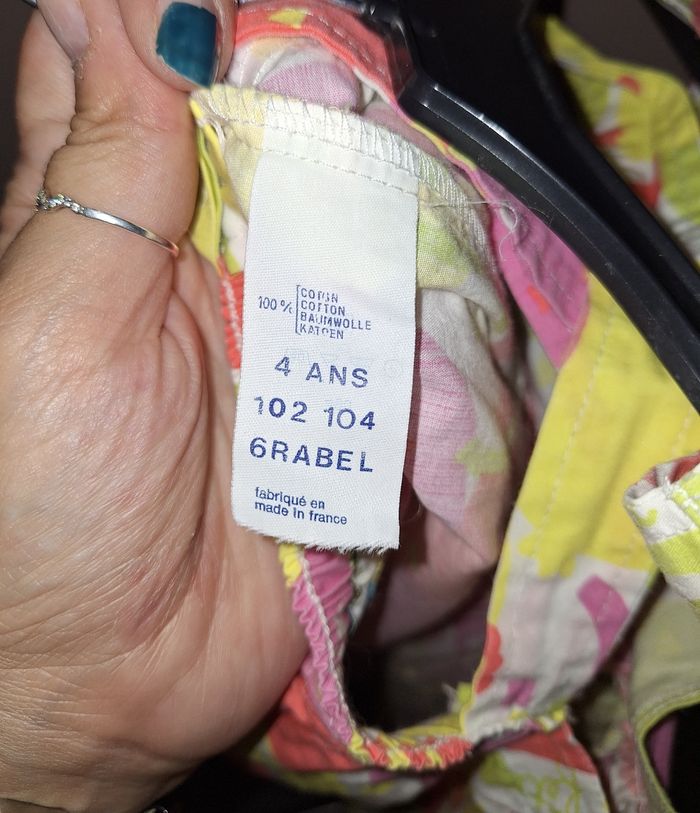 100% COTON
COTTON
BAUMWOLLE
KATOEN
4 ANS
102 104
6RABEL
fabriqué en
made in france